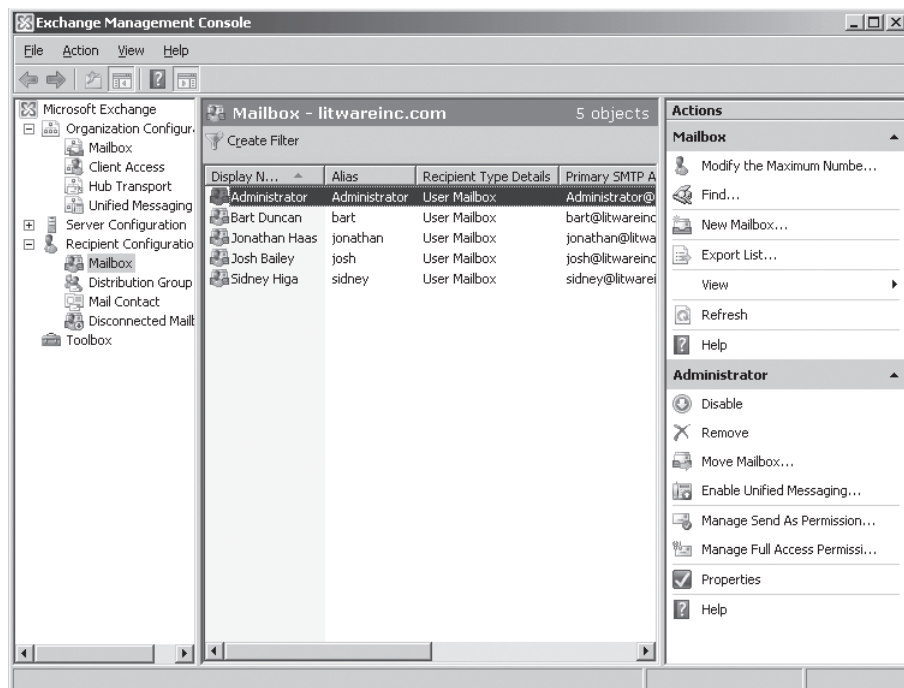 Exchange Management Console
File Action View Help
Microsoft Exchange
Organization Configur
Mailbox
Client Access
Hub Transport
Unified Messaging
Server Configuration
Recipient Configuratio
Mailbox
Distribution Group
Mail Contact
Disconnected Mail
Toolbox
Mailbox - litwareinc.com 5 objects
Create Filter
Display N... Alias Recipient Type Details Primary SMTP A
Administrator Administrator User Mailbox Administrator@
Bart Duncan bart User Mailbox bart@litwareinc
Jonathan Haas jonathan User Mailbox jonathan@litwa
Josh Bailey josh User Mailbox josh@litwareinc
Sidney Higa sidney User Mailbox sidney@litwarei
Actions
Mailbox
Modify the Maximum Numbe...
Find...
New Mailbox...
Export List...
View
Refresh
Help
Administrator
Disable
Remove
Move Mailbox...
Enable Unified Messaging...
Manage Send As Permission...
Manage Full Access Permissi...
Properties
Help